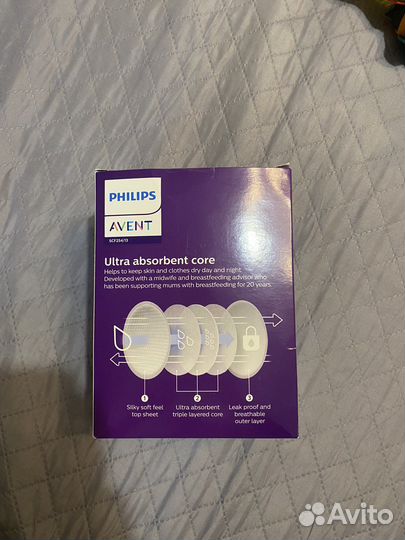 PHILIPS
AVENT
SCF254/13
Ultra absorbent core
Helps to keep skin and clothes dry day and night.
Developed with a midwife and breastfeeding advisor who
has been supporting mums with breastfeeding for 20 years.
1
Silky soft feel
top sheet
2
Ultra absorbent
triple layered core
3
Leak proof and
breathable
outer layer
Avito